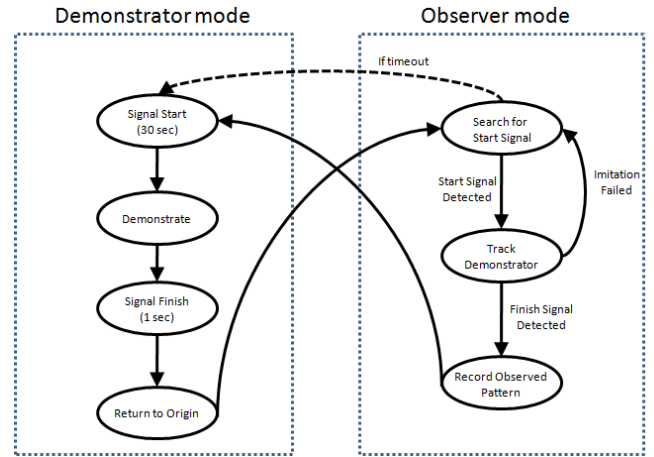 Demonstrator mode
Observer mode
If timeout
Signal Start
(30 sec)
Search for
Start Signal
Start Signal
Detected
Imitation
Failed
Demonstrate
Track
Demonstrator
Signal Finish
(1 sec)
Finish Signal
Detected
Return to Origin
Record Observed
Pattern